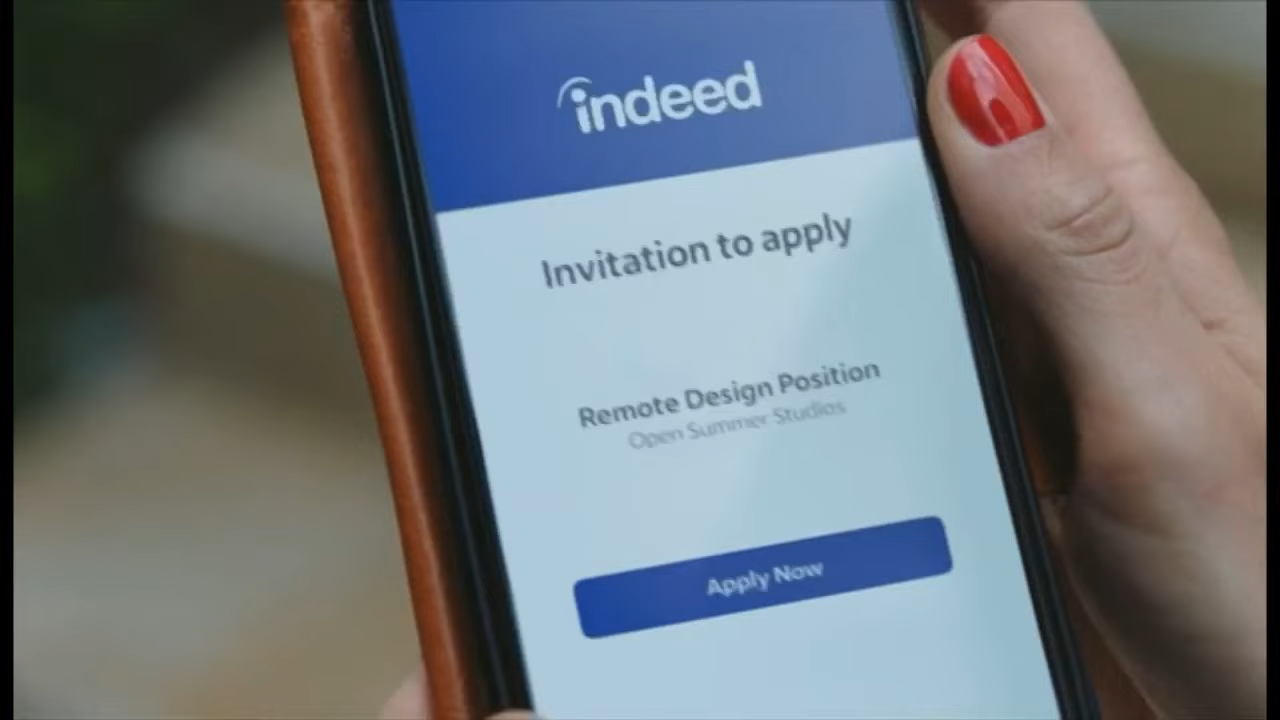 indeed
Invitation to apply
Remote Design Position
Open Summer Studios
Apply Now